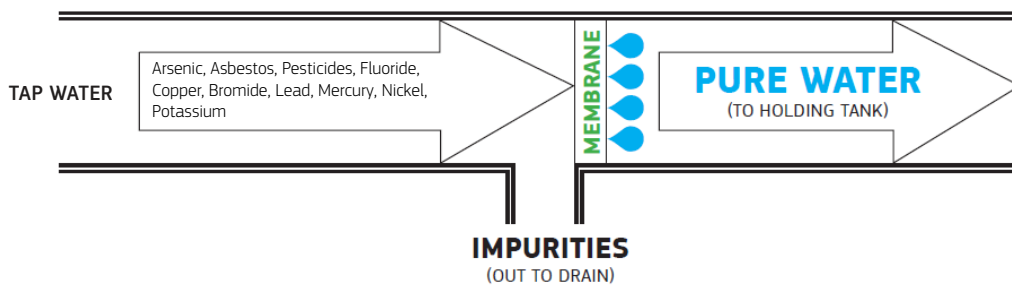 TAP WATER
Arsenic, Asbestos, Pesticides, Fluoride,
Copper, Bromide, Lead, Mercury, Nickel,
Potassium
MEMBRANE
PURE WATER
(TO HOLDING TANK)
IMPURITIES
(OUT TO DRAIN)